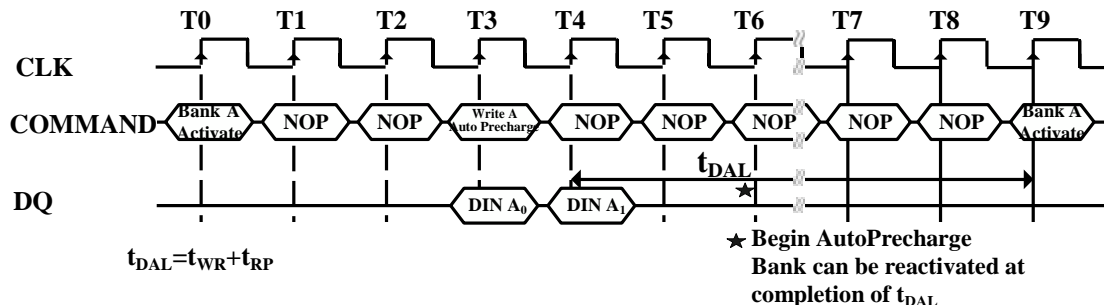 T0 T1 T2 T3 T4 T5 T6 T7 T8 T9
CLK
COMMAND Bank A Activate NOP NOP Write A Auto Precharge NOP NOP NOP NOP NOP Bank A Activate
tDAL
DQ DIN A0 DIN A1
tDAL=tWR+tRP
★ Begin AutoPrecharge
Bank can be reactivated at
completion of tDAL